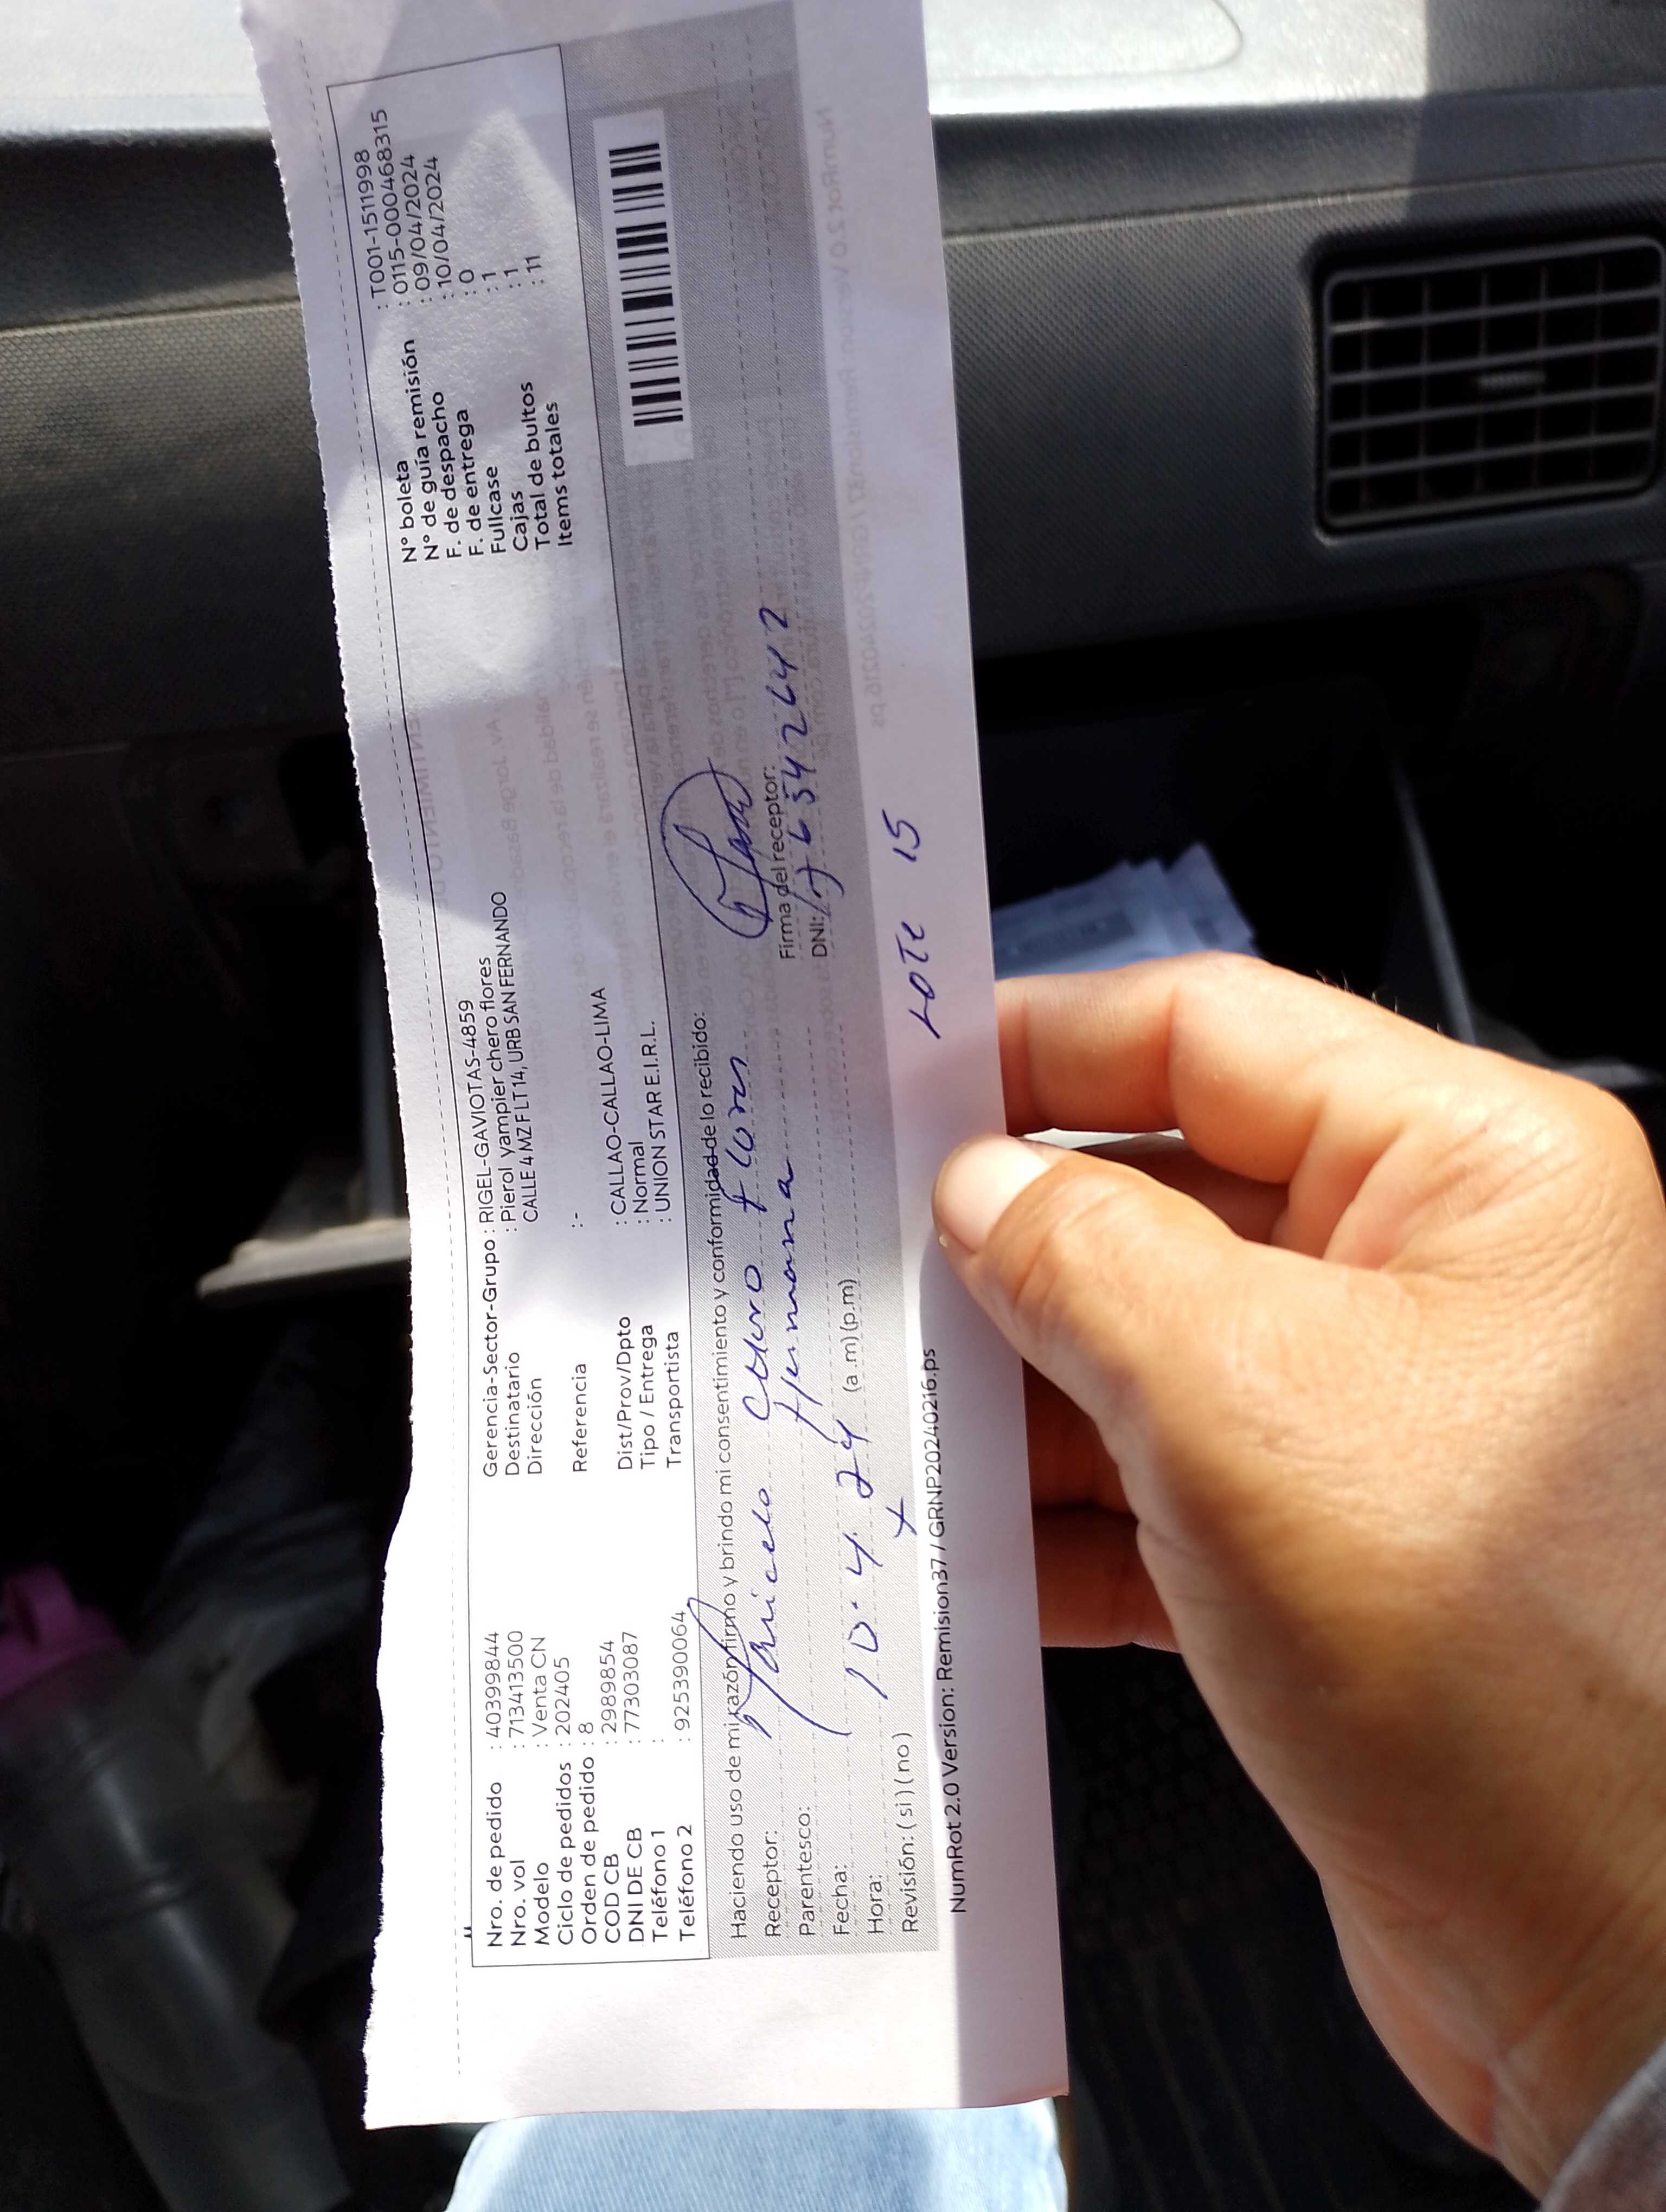 Nro. de pedido : 40399844
Nro. vol : 713413500
Modelo : Venta CN
Ciclo de pedidos : 202405
Orden de pedido : 8
COD CB : 2989854
DNI DE CB : 77303087
Teléfono 1 :
Teléfono 2 : 925390064
Gerencia-Sector-Grupo : RIGEL-GAVIOTAS-4859
Destinatario : Pierol yampier chero flores
Dirección CALLE 4 MZ F LT 14, URB SAN FERNANDO
Referencia :-
Dist/Prov/Dpto : CALLAO-CALLAO-LIMA
Tipo / Entrega : Normal
Transportista : UNION STAR E.I.R.L.
N° boleta : T001-1511998
N° de guía remisión : 0115-0000468315
F. de despacho : 09/04/2024
F. de entrega : 10/04/2024
Fullcase : 0
Cajas : 1
Total de bultos : 1
Items totales : 11
Haciendo uso de mi razón firmo y brindo mi consentimiento y conformidad de lo recibido:
Receptor:
Parentesco: Hermana
Fecha: 10. 4. 24
Hora: (a.m) (p.m)
Revisión: ( si ) ( no )
Firma del receptor:
DNI:
LOTE 15
NumRot 2.0 Version: Remision37 / GRNP20240216.ps